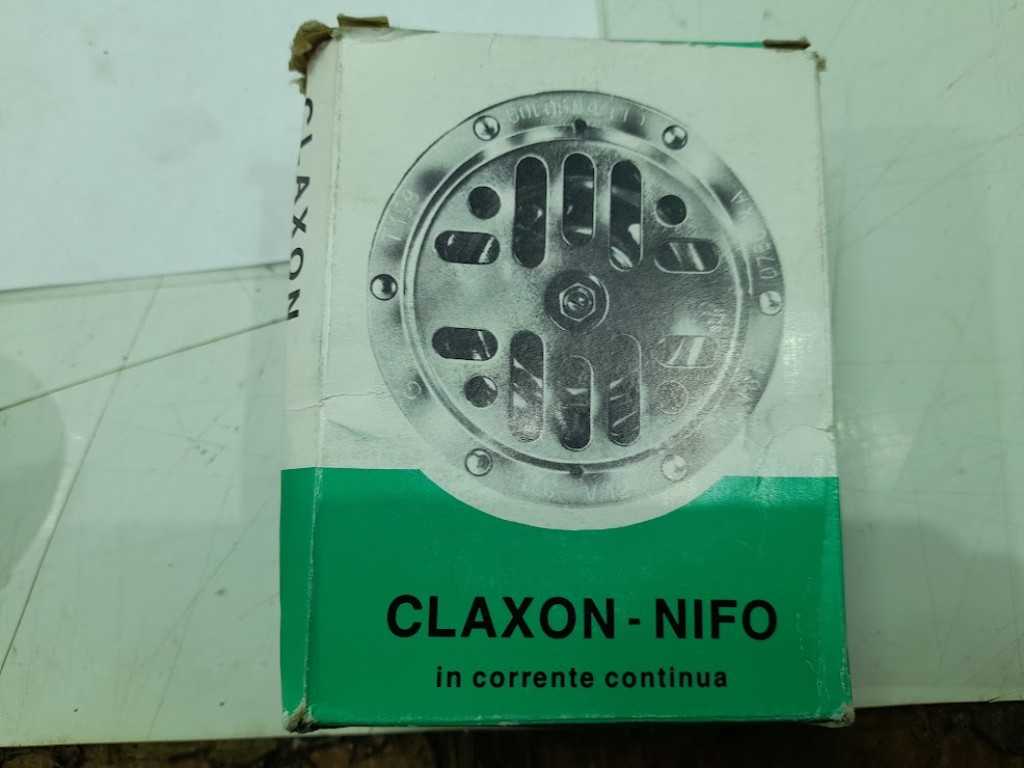 CLAXON
CLAXON - NIFO
in corrente continua